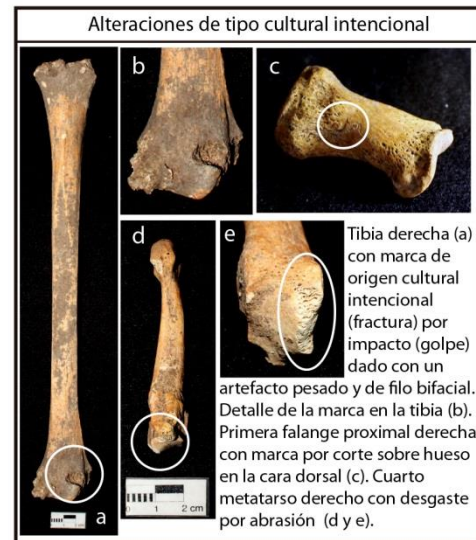 Alteraciones de tipo cultural intencional
a
b
c
d
e
1 2 cm
Tibia derecha (a)
con marca de
origen cultural
intencional
(fractura) por
impacto (golpe)
dado con un
artefacto pesado y de filo bifacial.
Detalle de la marca en la tibia (b).
Primera falange proximal derecha
con marca por corte sobre hueso
en la cara dorsal (c). Cuarto
metatarso derecho con desgaste
por abrasión (d y e).